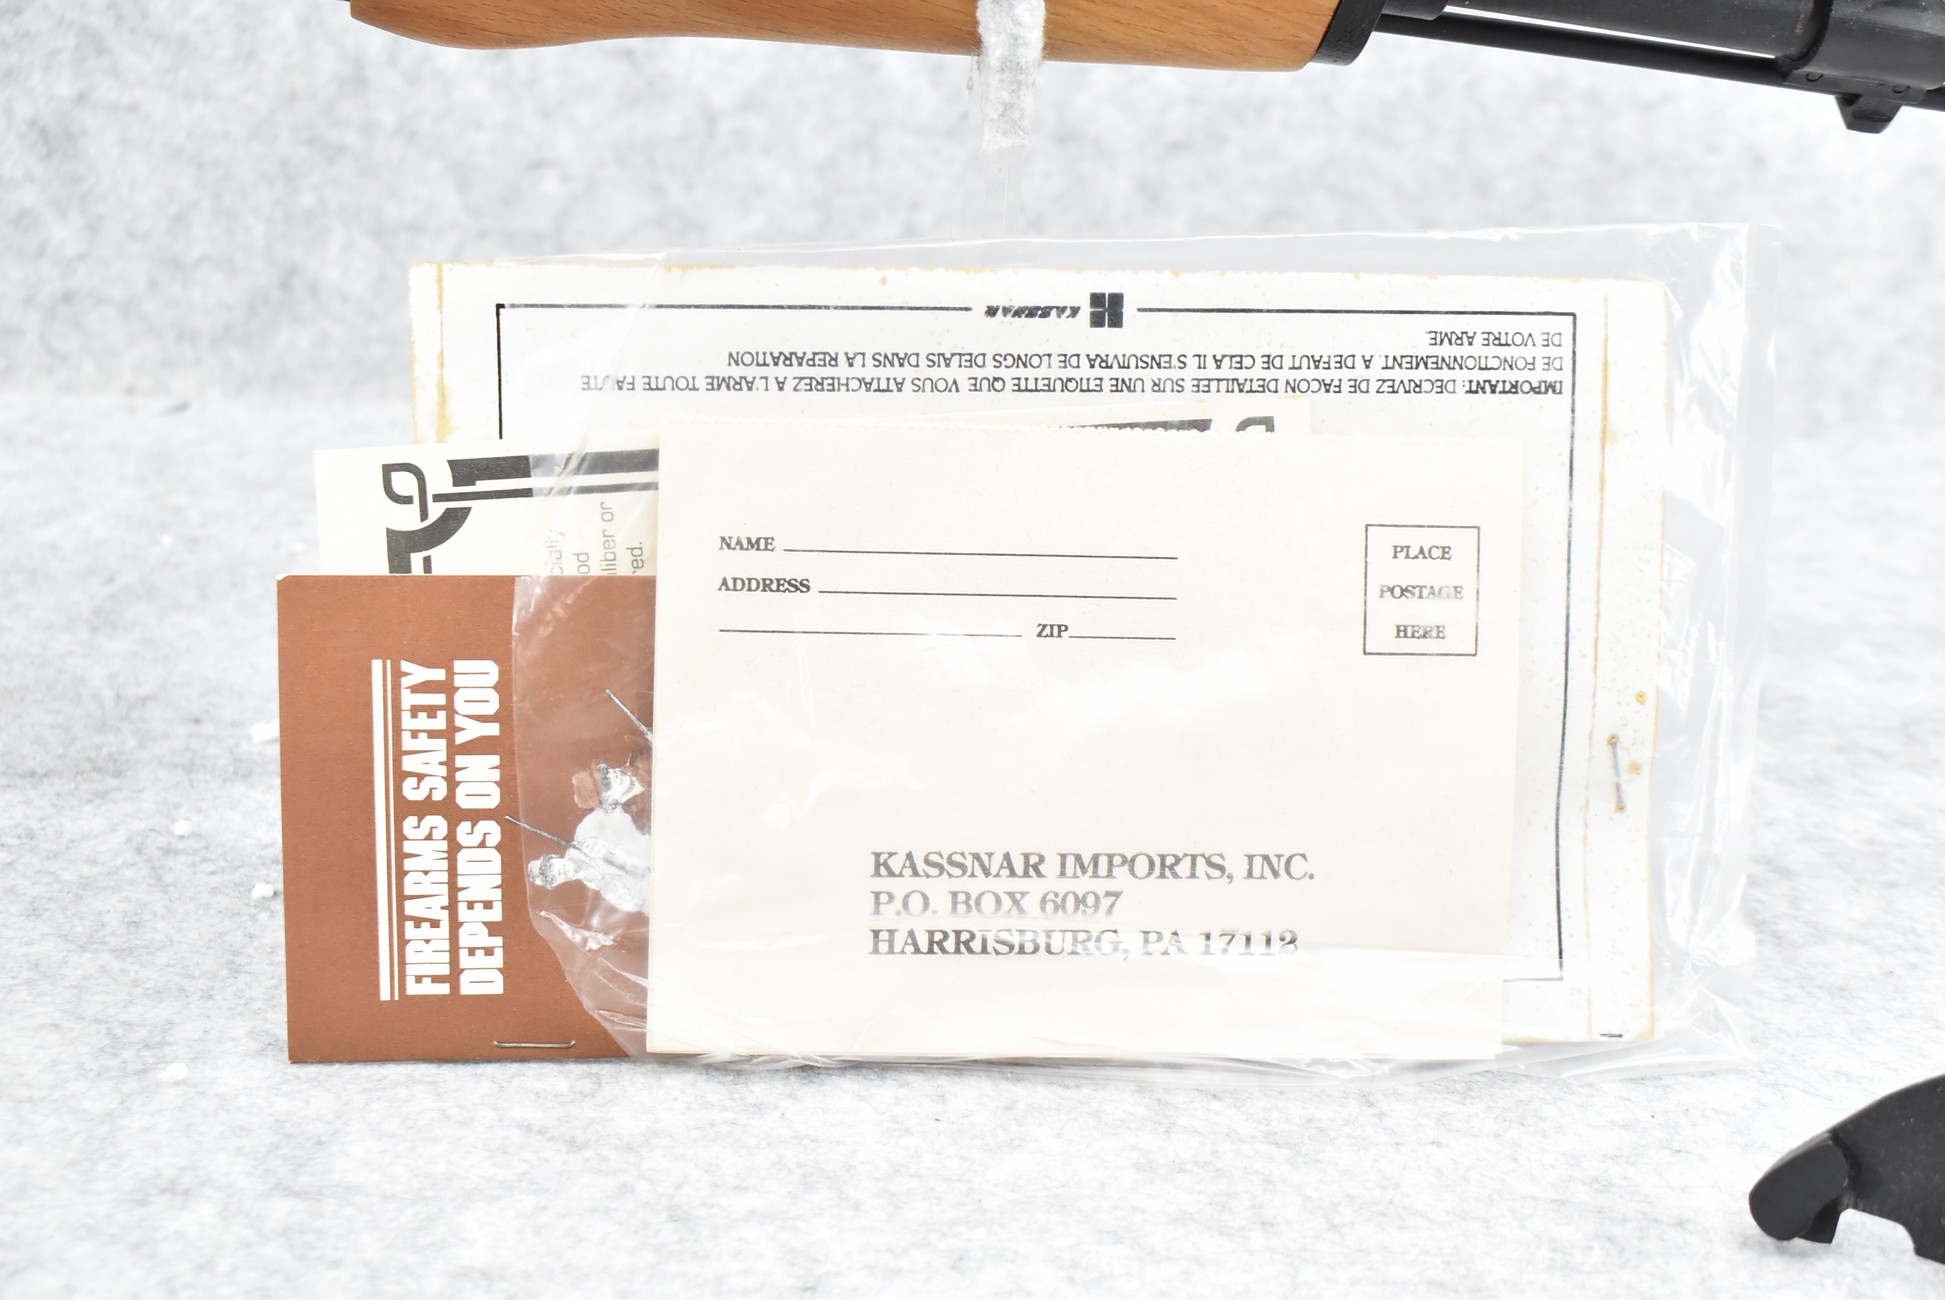 KASSNAR
IMPORTANT: DECRIVEZ DE FACON DETAILLEE SUR UNE ETIQUETTE QUE VOUS ATTACHEREZ A L'ARME TOUTE FAUTE
DE FONCTIONNEMENT. A DEFAUT DE CELA IL S'ENSUIVRA DE LONGS DELAIS DANS LA REPARATION
DE VOTRE ARME.
liber or
FIREARMS SAFETY
DEPENDS ON YOU
NAME
ADDRESS
ZIP
PLACE
POSTAGE
HERE
KASSNAR IMPORTS, INC.
P.O. BOX 6097
HARRISBURG, PA 17112